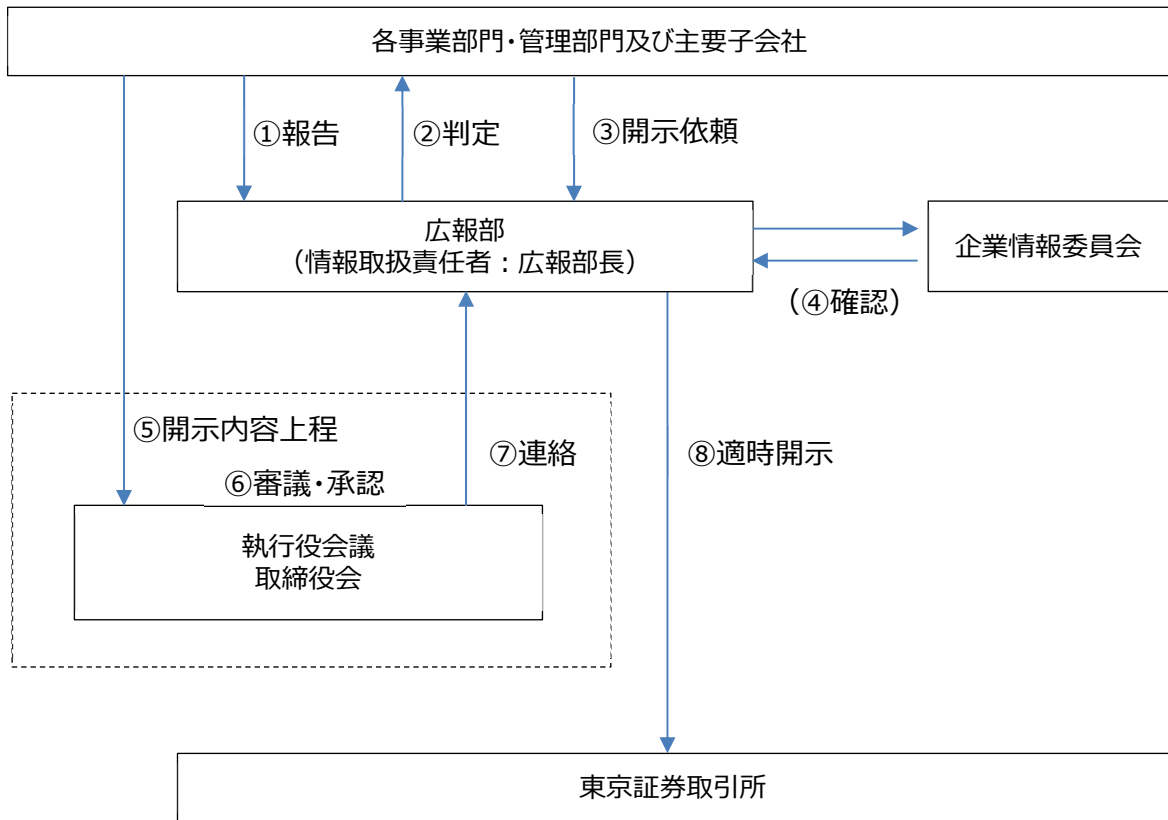 各事業部門・管理部門及び主要子会社
①報告
②判定
③開示依頼
広報部
（情報取扱責任者：広報部長）
企業情報委員会
（④確認）
⑤開示内容上程
⑦連絡
⑧適時開示
⑥審議・承認
執行役会議
取締役会
東京証券取引所